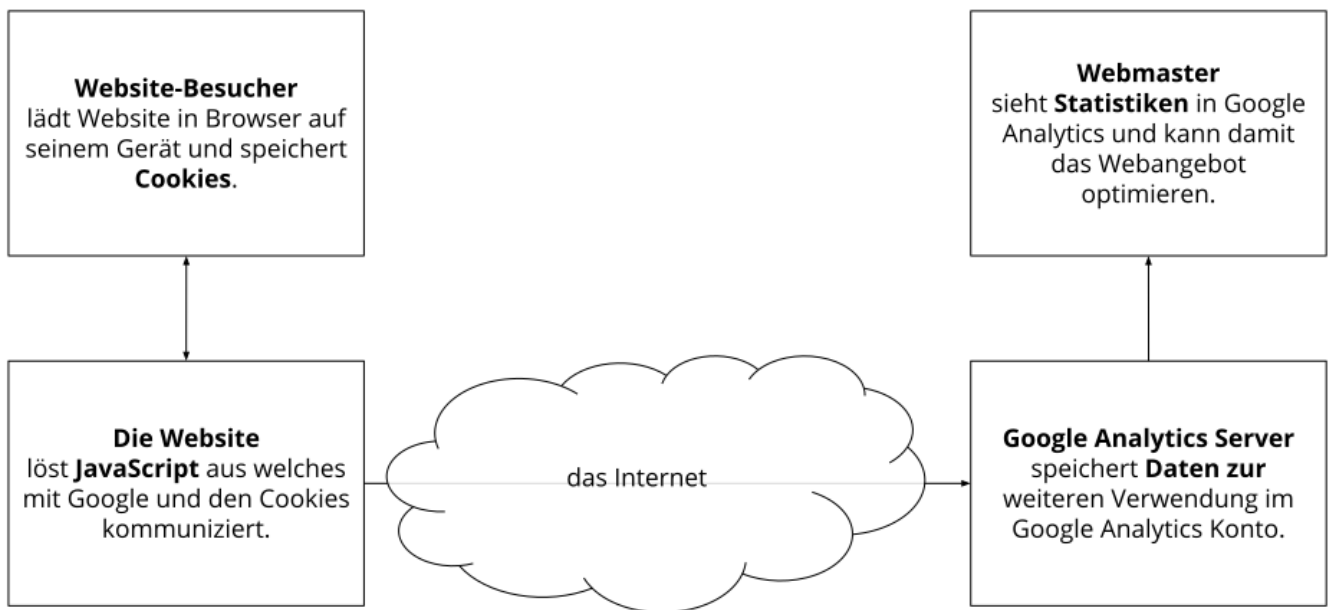 Website-Besucher
lädt Website in Browser auf
seinem Gerät und speichert
Cookies.
Webmaster
sieht Statistiken in Google
Analytics und kann damit
das Webangebot
optimieren.
Die Website
löst JavaScript aus welches
mit Google und den Cookies
kommuniziert.
das Internet
Google Analytics Server
speichert Daten zur
weiteren Verwendung im
Google Analytics Konto.